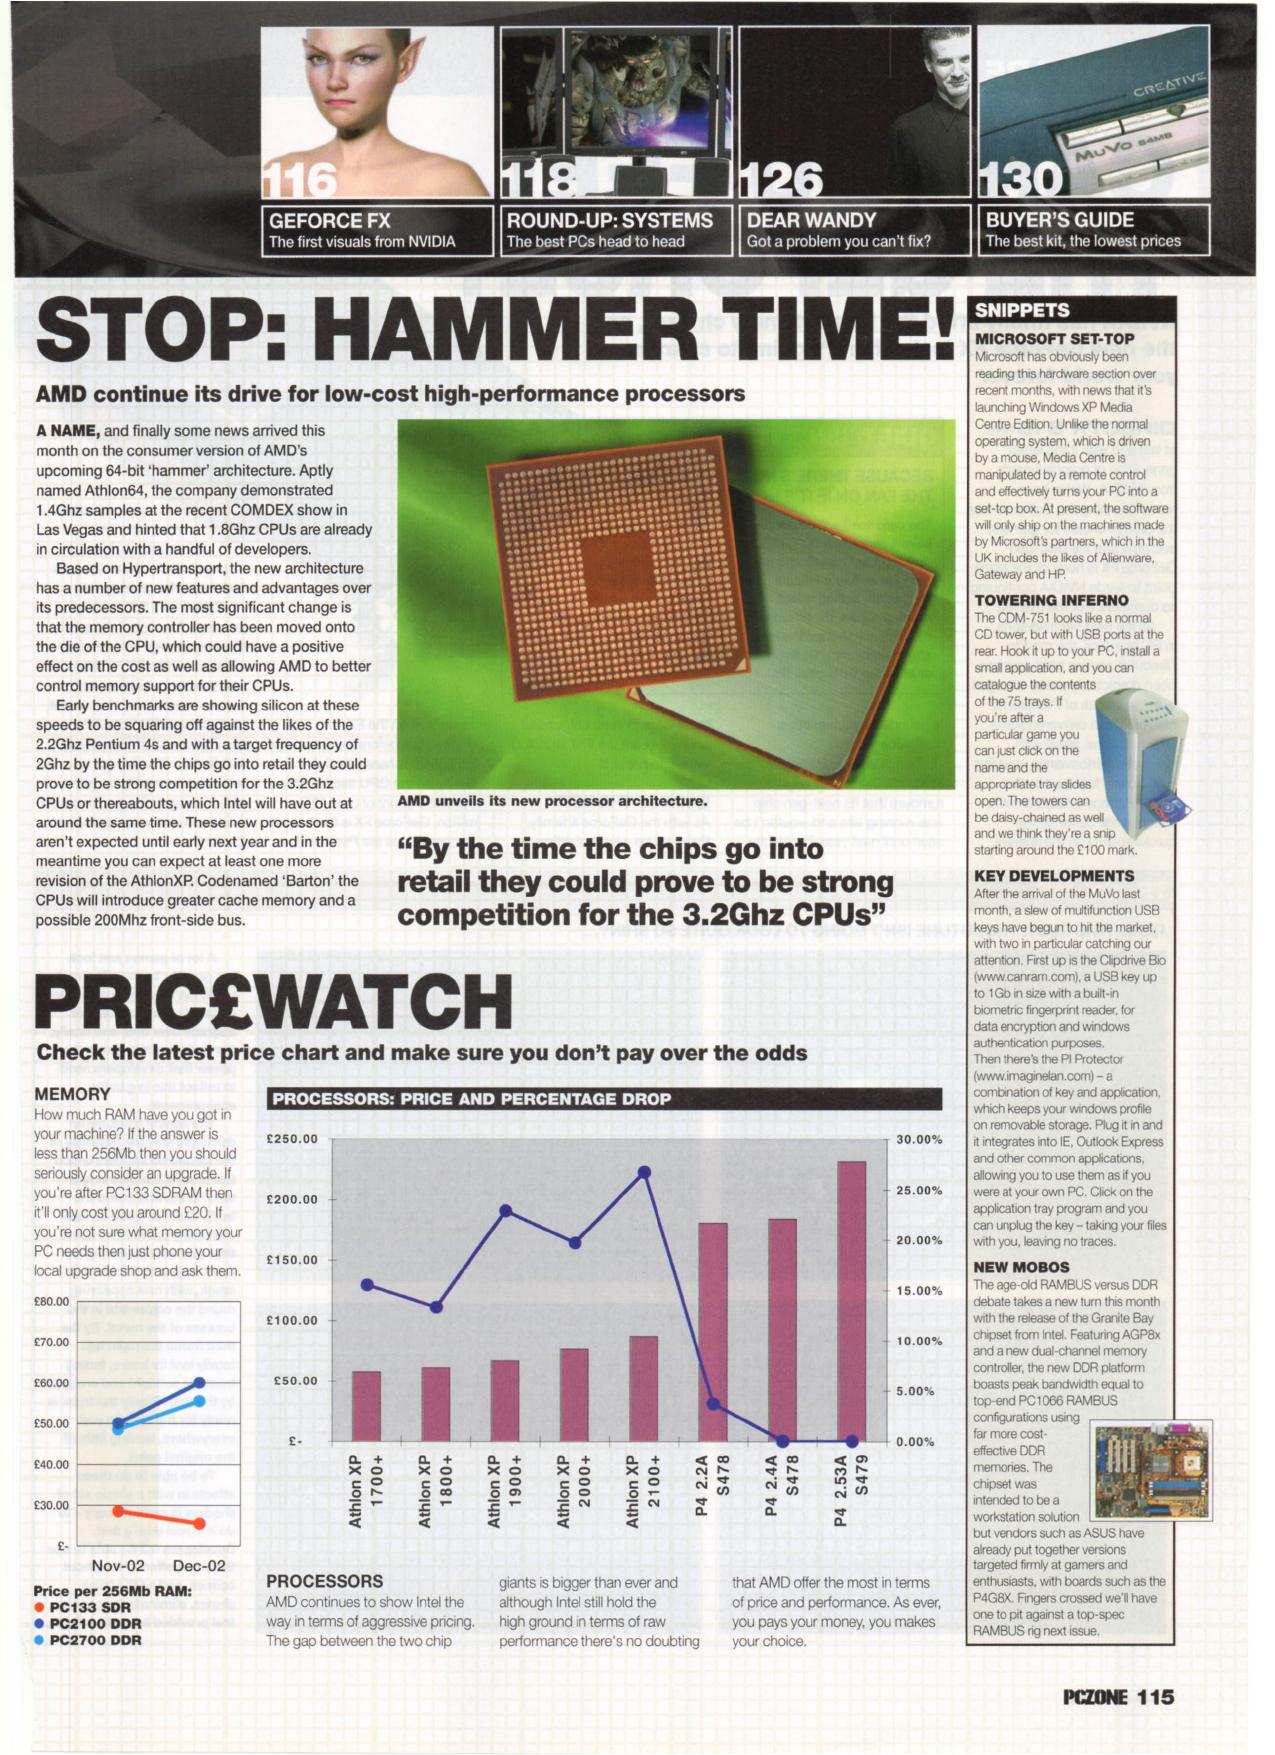 116
GEFORCE FX
The first visuals from NVIDIA
118
ROUND-UP: SYSTEMS
The best PCs head to head
126
DEAR WANDY
Got a problem you can't fix?
CREATIVE
MUVO 64MB
130
BUYER'S GUIDE
The best kit, the lowest prices
STOP: HAMMER TIME!
AMD continue its drive for low-cost high-performance processors
A NAME, and finally some news arrived this
month on the consumer version of AMD's
upcoming 64-bit 'hammer' architecture. Aptly
named Athlon64, the company demonstrated
1.4Ghz samples at the recent COMDEX show in
Las Vegas and hinted that 1.8Ghz CPUs are already
in circulation with a handful of developers.
Based on Hypertransport, the new architecture
has a number of new features and advantages over
its predecessors. The most significant change is
that the memory controller has been moved onto
the die of the CPU, which could have a positive
effect on the cost as well as allowing AMD to better
control memory support for their CPUs.
Early benchmarks are showing silicon at these
speeds to be squaring off against the likes of the
2.2Ghz Pentium 4s and with a target frequency of
2Ghz by the time the chips go into retail they could
prove to be strong competition for the 3.2Ghz
CPUs or thereabouts, which Intel will have out at
around the same time. These new processors
aren't expected until early next year and in the
meantime you can expect at least one more
revision of the AthlonXP. Codenamed 'Barton' the
CPUs will introduce greater cache memory and a
possible 200Mhz front-side bus.
AMD unveils its new processor architecture.
“By the time the chips go into
retail they could prove to be strong
competition for the 3.2Ghz CPUs”
PRIC£WATCH
Check the latest price chart and make sure you don't pay over the odds
MEMORY
How much RAM have you got in
your machine? If the answer is
less than 256Mb then you should
seriously consider an upgrade. If
you're after PC133 SDRAM then
it'll only cost you around £20. If
you're not sure what memory your
PC needs then just phone your
local upgrade shop and ask them.
£80.00
£70.00
£60.00
£50.00
£40.00
£30.00
£-
Nov-02 Dec-02
Price per 256Mb RAM:
PC133 SDR
PC2100 DDR
PC2700 DDR
PROCESSORS: PRICE AND PERCENTAGE DROP
£250.00
£200.00
£150.00
£100.00
£50.00
£-
30.00%
25.00%
20.00%
15.00%
10.00%
5.00%
0.00%
Athlon XP 1700+
Athlon XP 1800+
Athlon XP 1900+
Athlon XP 2000+
Athlon XP 2100+
P4 2.2A S478
P4 2.4A S478
P4 2.53A S479
PROCESSORS
AMD continues to show Intel the
way in terms of aggressive pricing.
The gap between the two chip
giants is bigger than ever and
although Intel still hold the
high ground in terms of raw
performance there's no doubting
that AMD offer the most in terms
of price and performance. As ever,
you pays your money, you makes
your choice.
SNIPPETS
MICROSOFT SET-TOP
Microsoft has obviously been
reading this hardware section over
recent months, with news that it's
launching Windows XP Media
Centre Edition. Unlike the normal
operating system, which is driven
by a mouse, Media Centre is
manipulated by a remote control
and effectively turns your PC into a
set-top box. At present, the software
will only ship on the machines made
by Microsoft's partners, which in the
UK includes the likes of Alienware,
Gateway and HP.
TOWERING INFERNO
The CDM-751 looks like a normal
CD tower, but with USB ports at the
rear. Hook it up to your PC, install a
small application, and you can
catalogue the contents
of the 75 trays. If
you're after a
particular game you
can just click on the
name and the
appropriate tray slides
open. The towers can
be daisy-chained as well
and we think they're a snip
starting around the £100 mark.
KEY DEVELOPMENTS
After the arrival of the MuVo last
month, a slew of multifunction USB
keys have begun to hit the market,
with two in particular catching our
attention. First up is the Clipdrive Bio
(www.canram.com), a USB key up
to 1Gb in size with a built-in
biometric fingerprint reader, for
data encryption and windows
authentication purposes.
Then there's the PI Protector
(www.imaginelan.com) – a
combination of key and application,
which keeps your windows profile
on removable storage. Plug it in and
it integrates into IE, Outlook Express
and other common applications,
allowing you to use them as if you
were at your own PC. Click on the
application tray program and you
can unplug the key – taking your files
with you, leaving no traces.
NEW MOBOS
The age-old RAMBUS versus DDR
debate takes a new turn this month
with the release of the Granite Bay
chipset from Intel. Featuring AGP8x
and a new dual-channel memory
controller, the new DDR platform
boasts peak bandwidth equal to
top-end PC1066 RAMBUS
configurations using
far more cost-
effective DDR
memories. The
chipset was
intended to be a
workstation solution
but vendors such as ASUS have
already put together versions
targeted firmly at gamers and
enthusiasts, with boards such as the
P4G8X. Fingers crossed we'll have
one to pit against a top-spec
RAMBUS rig next issue.
PCZONE 115